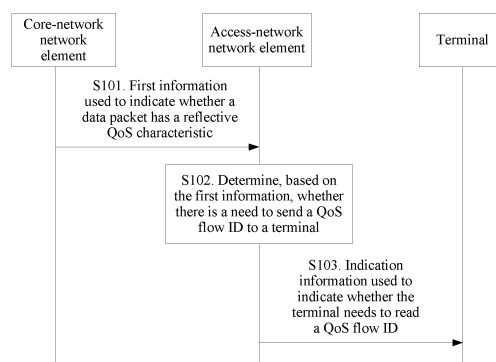 Core-network
network
element
Access-network
network element
Terminal
S101. First information
used to indicate whether a
data packet has a reflective
QoS characteristic
S102. Determine, based on
the first information, whether
there is a need to send a QoS
flow ID to a terminal
S103. Indication
information used to
indicate whether the
terminal needs to read
a QoS flow ID